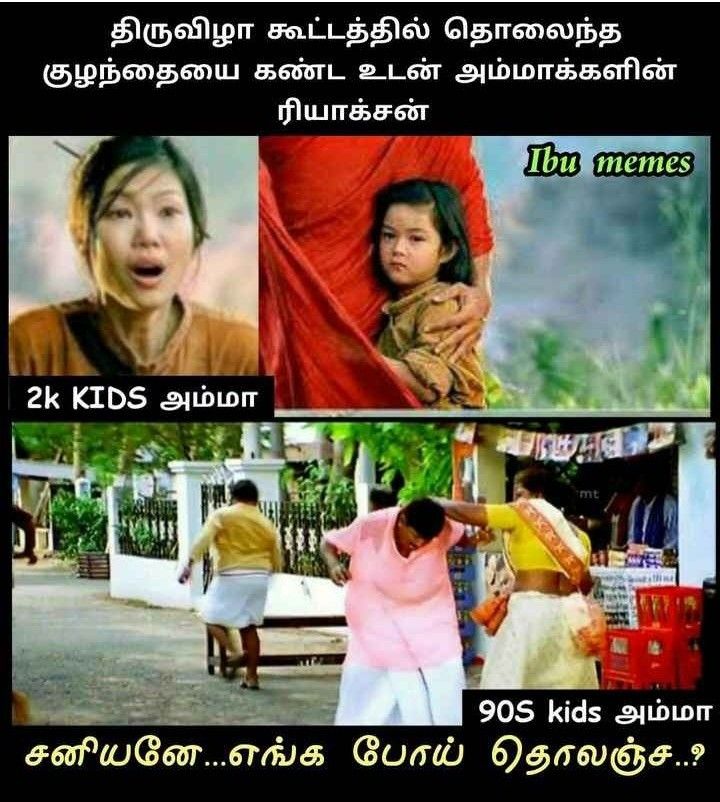 திருவிழா கூட்டத்தில் தொலைந்த
குழந்தையை கண்ட உடன் அம்மாக்களின்
ரியாக்சன்
Ibu memes
2k KIDS அம்மா
mt
90S kids அம்மா
சனியனே...எங்க போய் தொலஞ்ச..?